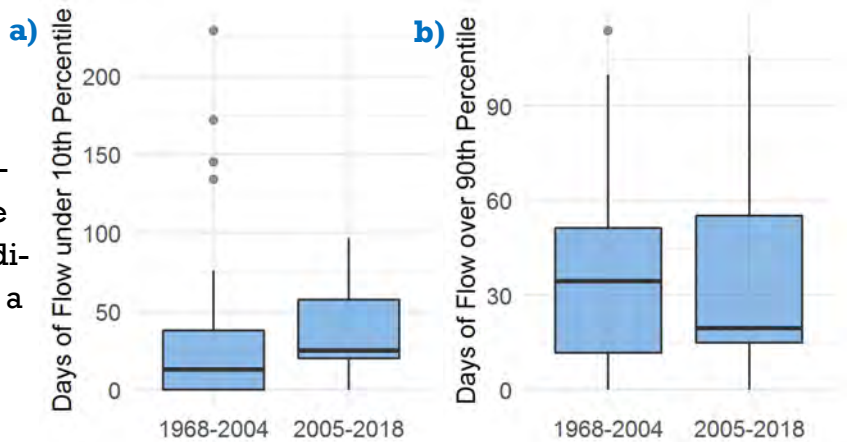 a)
Days of Flow under 10th Percentile
200
150
100
50
0
1968-2004 2005-2018
b)
Days of Flow over 90th Percentile
90
60
30
0
1968-2004 2005-2018
-
e
di-
a